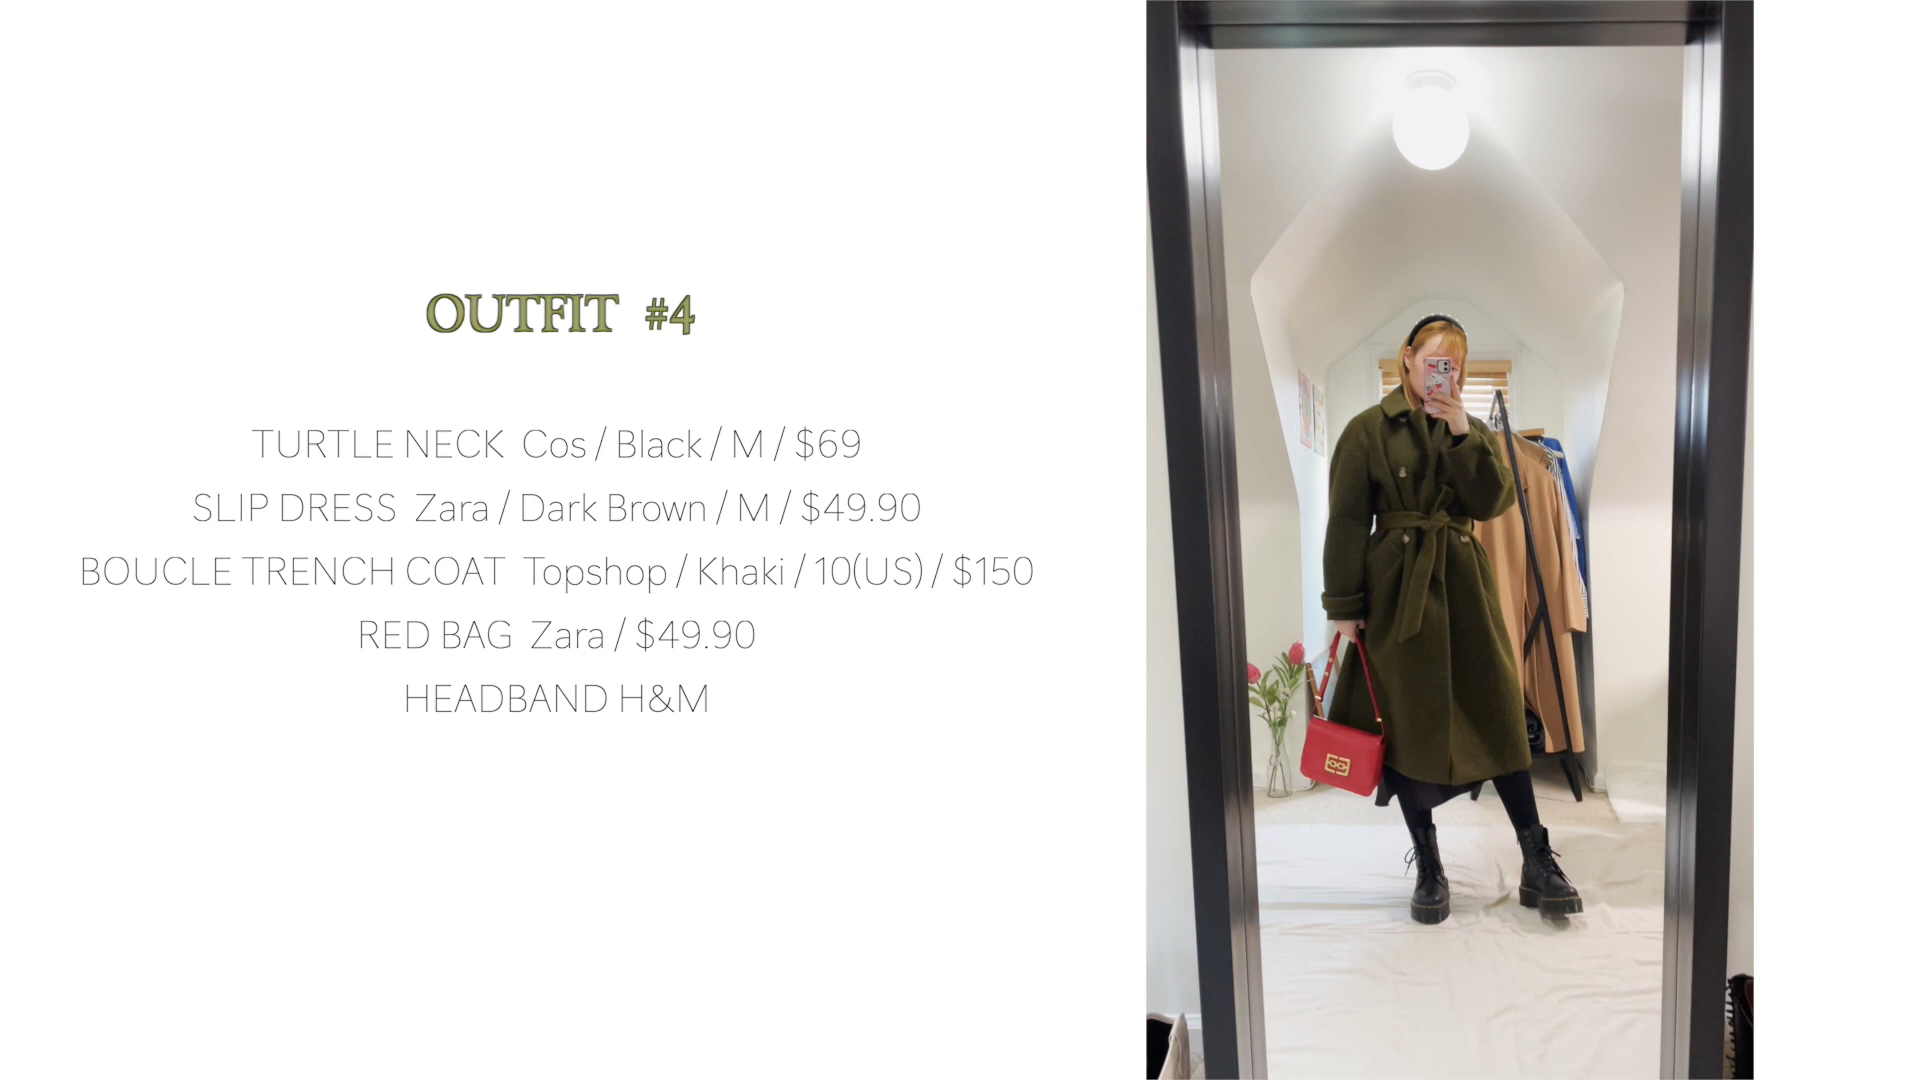 OUTFIT #4
TURTLE NECK Cos / Black / M / $69
SLIP DRESS Zara / Dark Brown / M / $49.90
BOUCLE TRENCH COAT Topshop / Khaki / 10(US) / $150
RED BAG Zara / $49.90
HEADBAND H&M